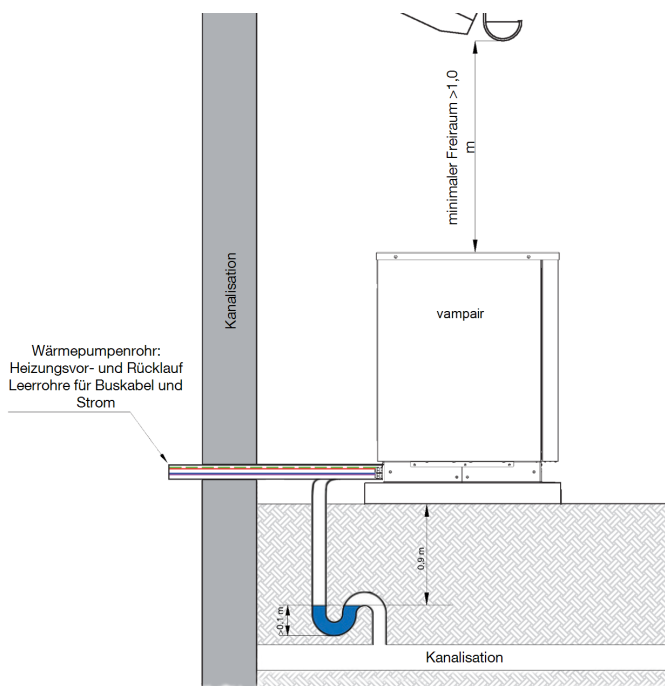 minimaler Freiraum >1,0
m
Kanalisation
vampair
Wärmepumpenrohr:
Heizungsvor- und Rücklauf
Leerrohre für Buskabel und
Strom
0,9 m
>0,1 m
Kanalisation